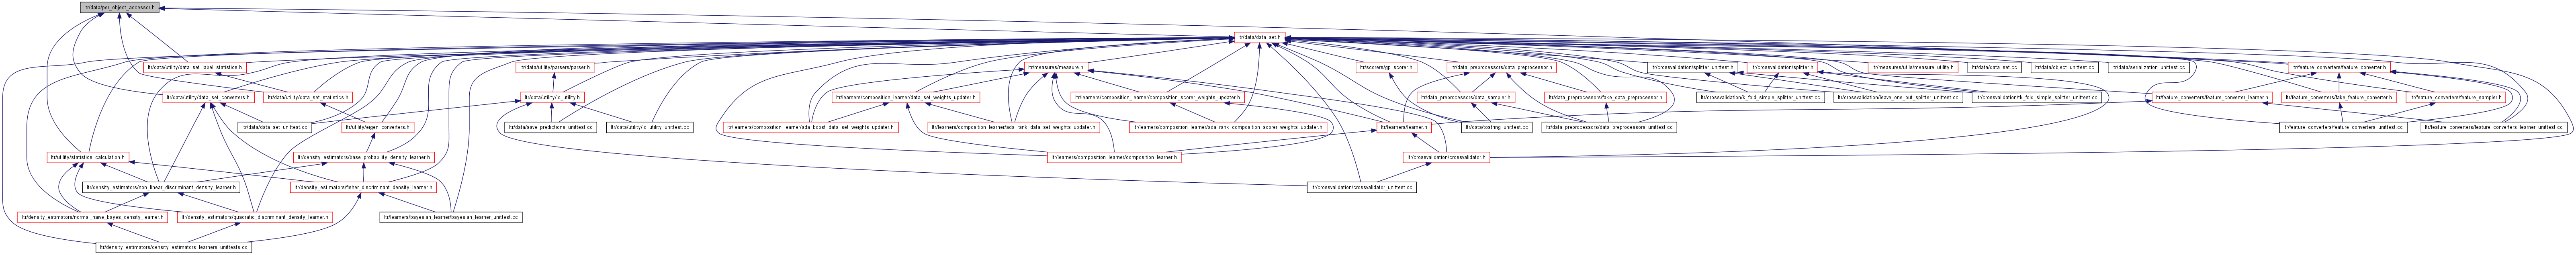 ltr/data/per_object_accessor.h
ltr/data/data_set.h
ltr/data/utility/data_set_label_statistics.h
ltr/data/utility/parsers/parser.h
ltr/measures/measure.h
ltr/scorers/gp_scorer.h
ltr/data_preprocessors/data_preprocessor.h
ltr/crossvalidation/splitter_unittest.h
ltr/crossvalidation/splitter.h
ltr/measures/utils/measure_utility.h
ltr/data/data_set.cc
ltr/data/object_unittest.cc
ltr/data/serialization_unittest.cc
ltr/feature_converters/feature_converter.h
ltr/data/utility/data_set_converters.h
ltr/data/utility/data_set_statistics.h
ltr/data/utility/io_utility.h
ltr/learners/composition_learner/data_set_weights_updater.h
ltr/learners/composition_learner/composition_scorer_weights_updater.h
ltr/data_preprocessors/data_sampler.h
ltr/data_preprocessors/fake_data_preprocessor.h
ltr/crossvalidation/k_fold_simple_splitter_unittest.cc
ltr/crossvalidation/leave_one_out_splitter_unittest.cc
ltr/crossvalidation/tk_fold_simple_splitter_unittest.cc
ltr/feature_converters/feature_converter_learner.h
ltr/feature_converters/fake_feature_converter.h
ltr/feature_converters/feature_sampler.h
ltr/data/data_set_unittest.cc
ltr/utility/eigen_converters.h
ltr/data/save_predictions_unittest.cc
ltr/data/utility/io_utility_unittest.cc
ltr/learners/composition_learner/ada_boost_data_set_weights_updater.h
ltr/learners/composition_learner/ada_rank_data_set_weights_updater.h
ltr/learners/composition_learner/ada_rank_composition_scorer_weights_updater.h
ltr/learners/learner.h
ltr/data/tostring_unittest.cc
ltr/data_preprocessors/data_preprocessors_unittest.cc
ltr/feature_converters/feature_converters_unittest.cc
ltr/feature_converters/feature_converters_learner_unittest.cc
ltr/utility/statistics_calculation.h
ltr/density_estimators/base_probability_density_learner.h
ltr/learners/composition_learner/composition_learner.h
ltr/crossvalidation/crossvalidator.h
ltr/density_estimators/non_linear_discriminant_density_learner.h
ltr/density_estimators/fisher_discriminant_density_learner.h
ltr/crossvalidation/crossvalidator_unittest.cc
ltr/density_estimators/normal_naive_bayes_density_learner.h
ltr/density_estimators/quadratic_discriminant_density_learner.h
ltr/learners/bayesian_learner/bayesian_learner_unittest.cc
ltr/density_estimators/density_estimators_learners_unittests.cc